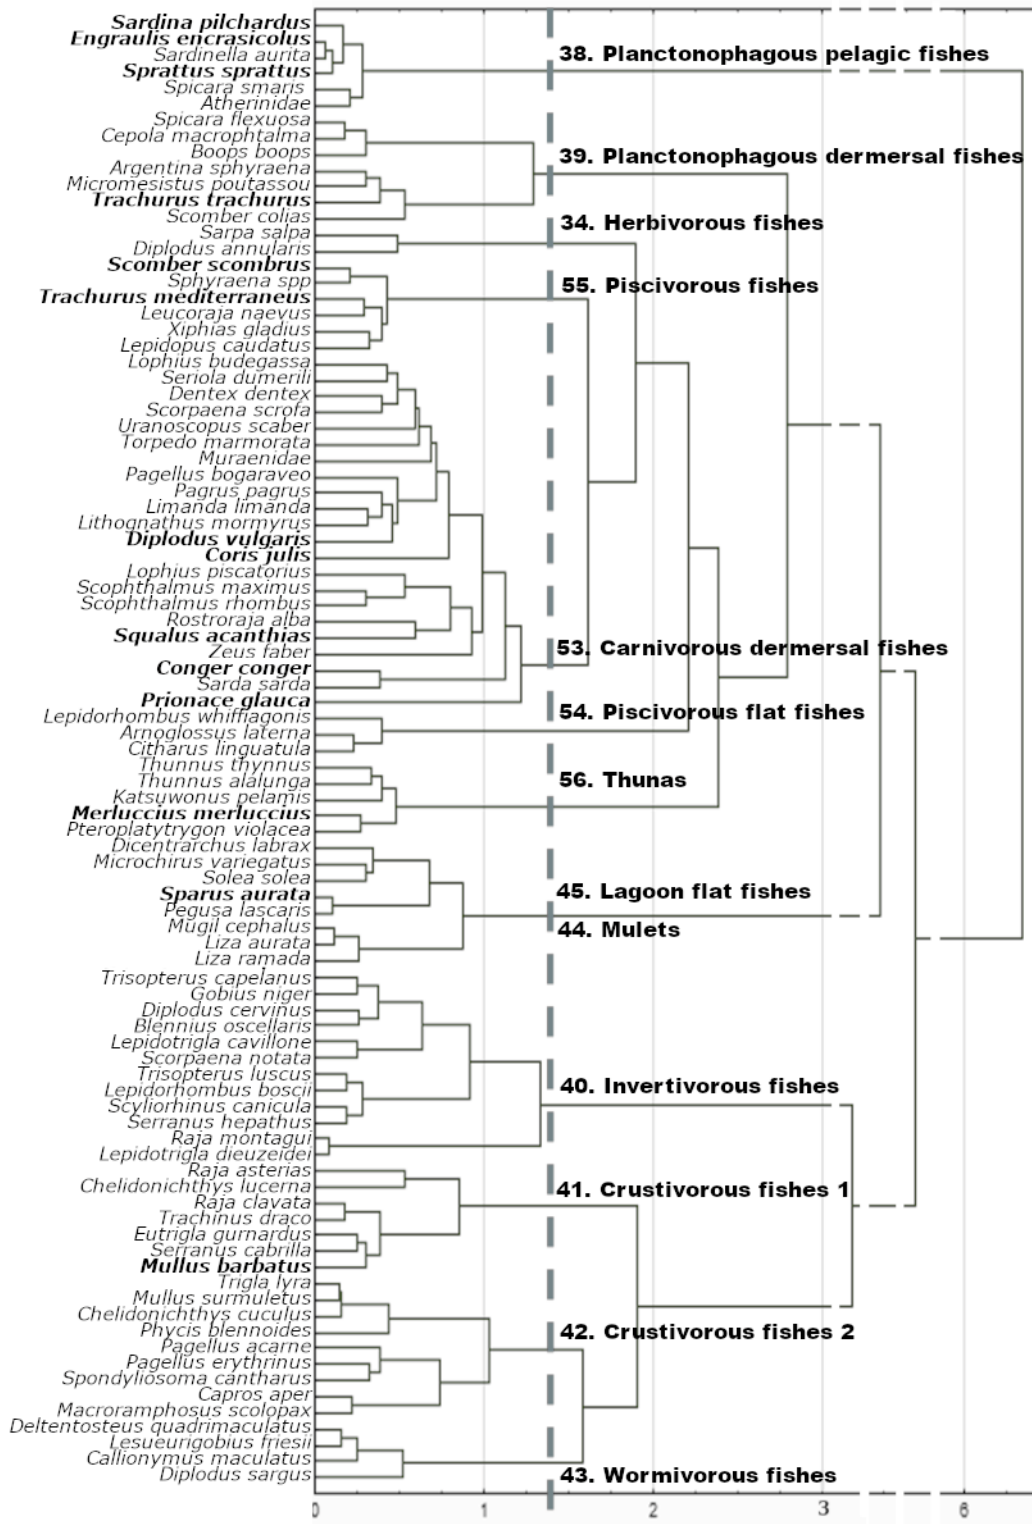 Sardina pilchardus
Engraulis encrasicolus
Sardinella aurita
38. Planctonophagous pelagic fishes
Sprattus sprattus
Spicara smaris
Atherinidae
Spicara flexuosa
Cepola macrophtalma
Boops boops
39. Planctonophagous dermersal fishes
Argentina sphyraena
Micromesistus poutassou
Trachurus trachurus
Scomber colias
34. Herbivorous fishes
Sarpa salpa
Diplodus annularis
Scomber scombrus
Sphyraena spp
55. Piscivorous fishes
Trachurus mediterraneus
Leucoraja naevus
Xiphias gladius
Lepidopus caudatus
Lophius budegassa
Seriola dumerili
Dentex dentex
Scorpaena scrofa
Uranoscopus scaber
Torpedo marmorata
Muraenidae
Pagellus bogaraveo
Pagrus pagrus
Limanda limanda
Lithognathus mormyrus
Diplodus vulgaris
Coris julis
Lophius piscatorius
Scophthalmus maximus
Scophthalmus rhombus
Rostroraja alba
Squalus acanthias
Zeus faber
53. Carnivorous dermersal fishes
Conger conger
Sarda sarda
Prionace glauca
54. Piscivorous flat fishes
Lepidorhombus whiffiagonis
Arnoglossus laterna
Citharus linguatula
Thunnus thynnus
56. Thunas
Thunnus alalunga
Katsuwonus pelamis
Merluccius merluccius
Pteroplatytrygon violacea
Dicentrarchus labrax
Microchirus variegatus
Solea solea
45. Lagoon flat fishes
Sparus aurata
Pegusa lascaris
Mugil cephalus
44. Mulets
Liza aurata
Liza ramada
Trisopterus capelanus
Gobius niger
Diplodus cervinus
Blennius oscellaris
Lepidotrigla cavillone
Scorpaena notata
Trisopterus luscus
40. Invertivorous fishes
Lepidorhombus boscii
Scyliorhinus canicula
Serranus hepathus
Raja montagui
Lepidotrigla dieuzeidei
Raja asterias
Chelidonichthys lucerna
41. Crustivorous fishes 1
Raja clavata
Trachinus draco
Eutrigla gurnardus
Serranus cabrilla
Mullus barbatus
Trigla lyra
Mullus surmuletus
Chelidonichthys cuculus
Phycis blennoides
42. Crustivorous fishes 2
Pagellus acarne
Pagellus erythrinus
Spondyliosoma cantharus
Capros aper
Macroramphosus scolopax
Deltentosteus quadrimaculatus
Lesueurigobius friesii
Callionymus maculatus
Diplodus sargus
43. Wormivorous fishes
0 1 2 3 6